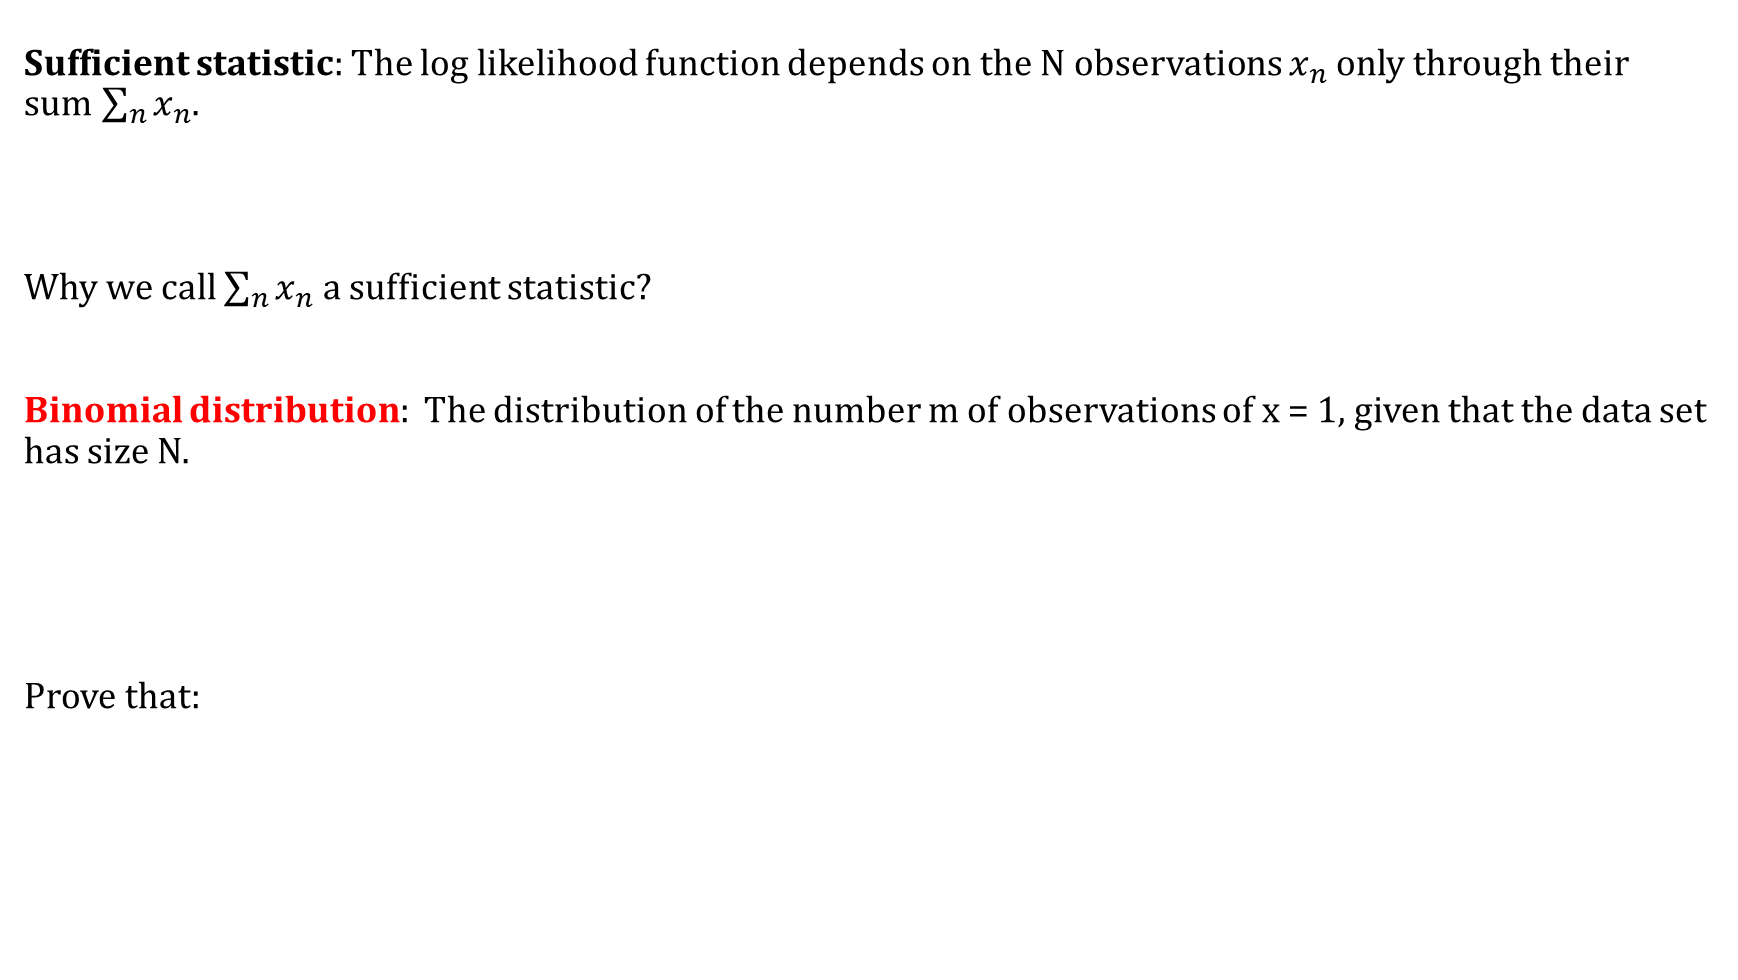 Sufficient statistic: The log likelihood function depends on the N observations xₙ only through their
sum ∑ₙ xₙ.
Why we call ∑ₙ xₙ a sufficient statistic?
Binomial distribution: The distribution of the number m of observations of x = 1, given that the data set
has size N.
Prove that: